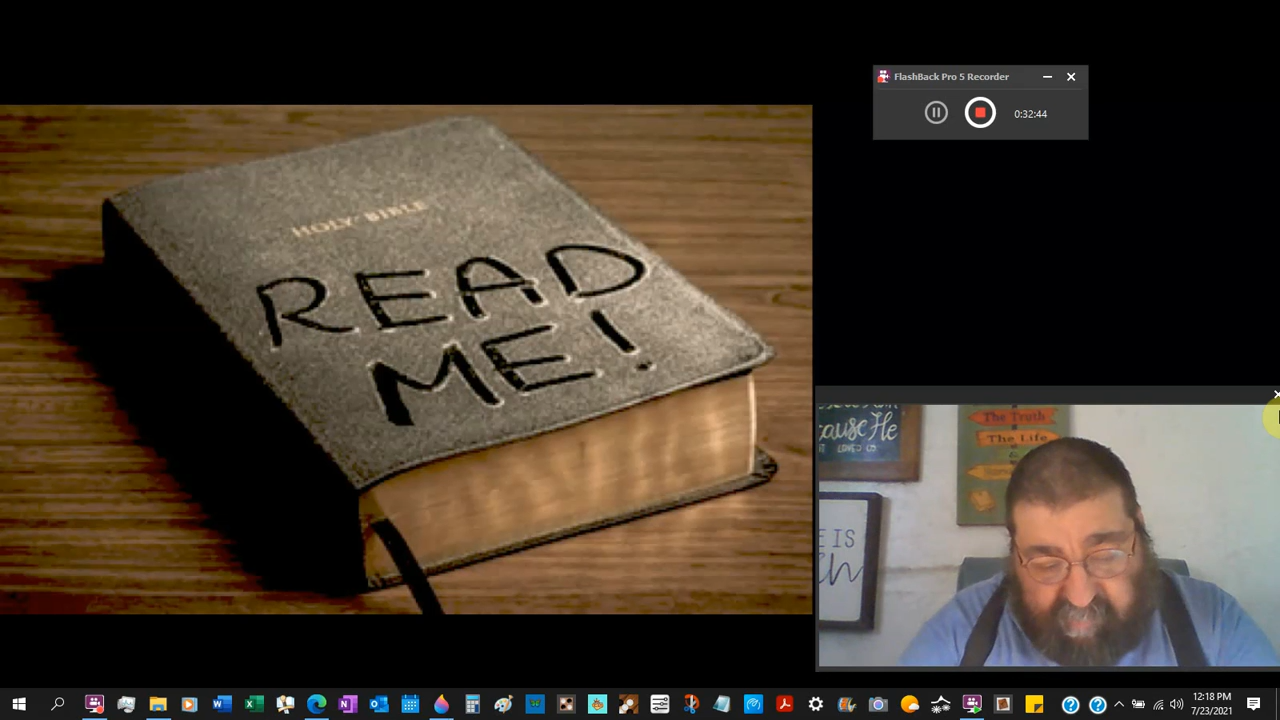 FlashBack Pro 5 Recorder
0:32:44
HOLY BIBLE
READ
ME!
cause He
The Truth
The Life
E IS
12:18 PM
7/23/2021